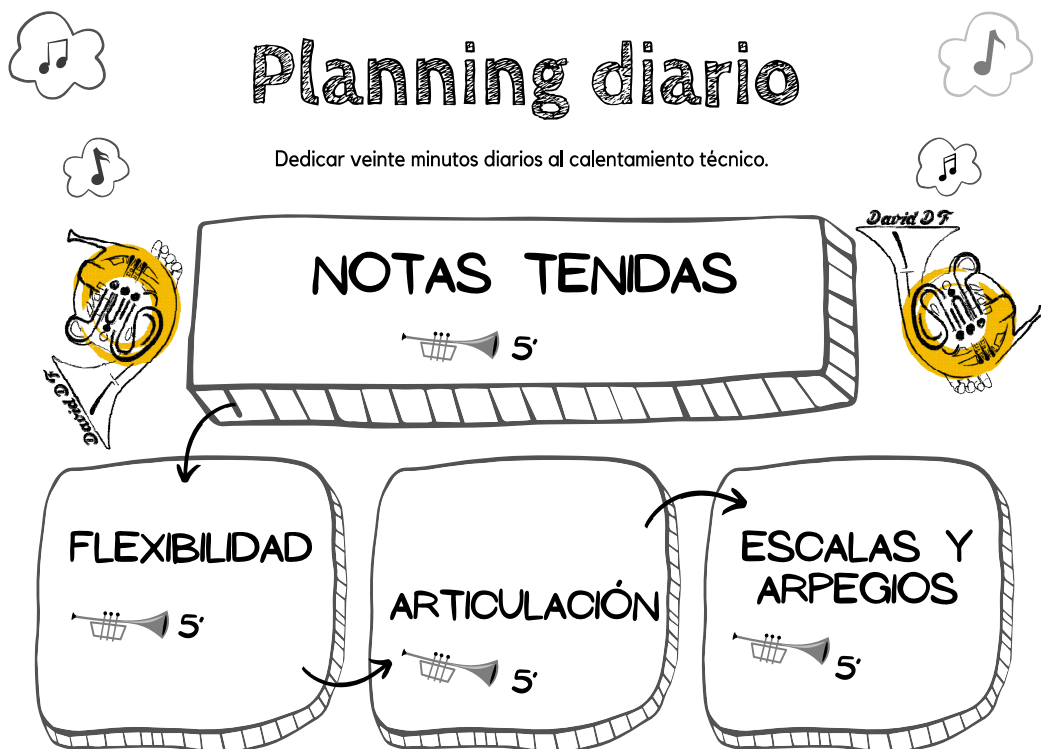 Planning diario
Dedicar veinte minutos diarios al calentamiento técnico.
David D F
NOTAS TENIDAS
5'
David D F
FLEXIBILIDAD
5'
ARTICULACIÓN
5'
ESCALAS Y
ARPEGIOS
5'